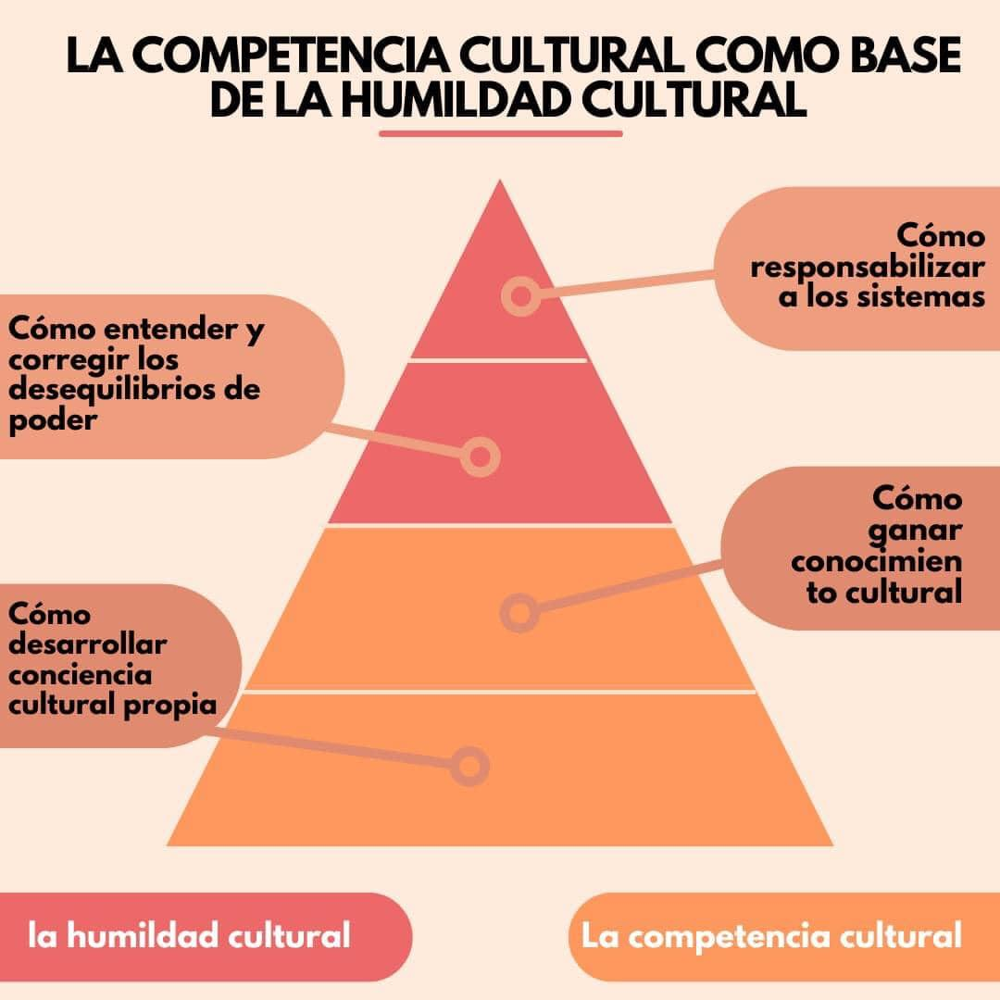 LA COMPETENCIA CULTURAL COMO BASE
DE LA HUMILDAD CULTURAL
Cómo
responsabilizar
a los sistemas
Cómo entender y
corregir los
desequilibrios de
poder
Cómo
ganar
conocimien
to cultural
Cómo
desarrollar
conciencia
cultural propia
la humildad cultural
La competencia cultural